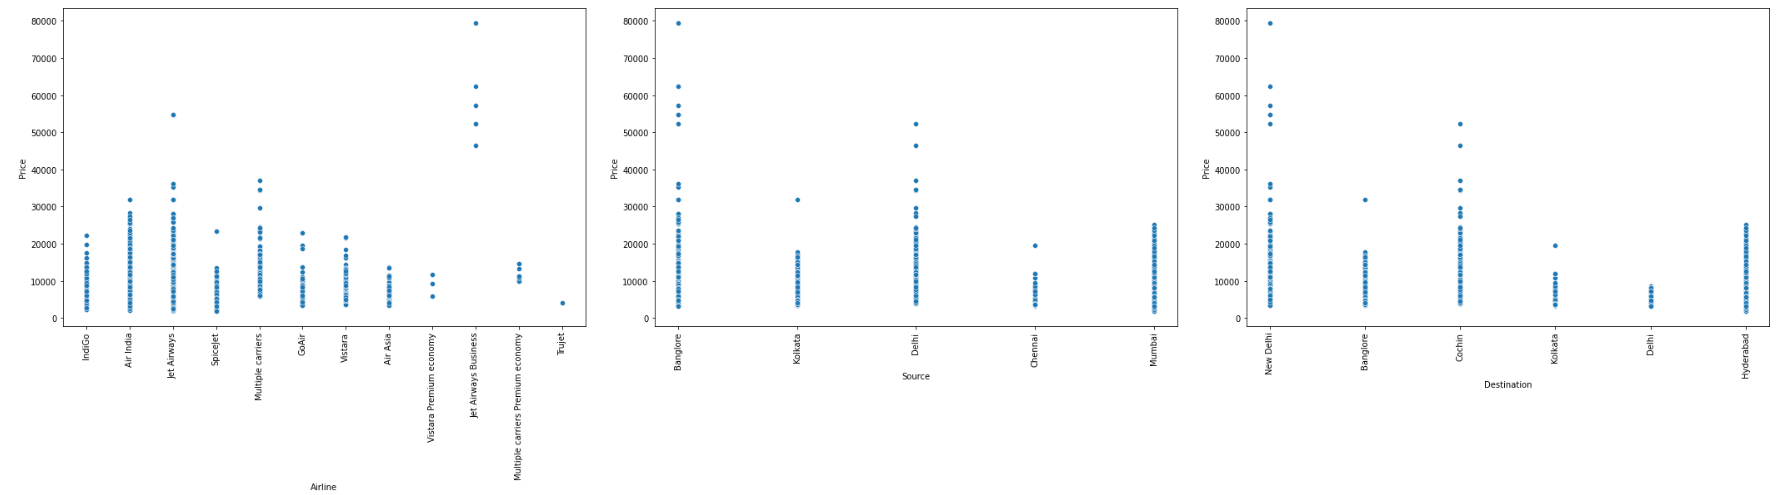 80000
70000
60000
50000
40000
30000
20000
10000
0
Price
IndiGo
Air India
Jet Airways
SpiceJet
Multiple carriers
GoAir
Vistara
Air Asia
Vistara Premium economy
Jet Airways Business
Multiple carriers Premium economy
Trujet
Airline
80000
70000
60000
50000
40000
30000
20000
10000
0
Price
Banglore
Kolkata
Delhi
Chennai
Mumbai
Source
80000
70000
60000
50000
40000
30000
20000
10000
0
Price
New Delhi
Banglore
Cochin
Kolkata
Delhi
Hyderabad
Destination